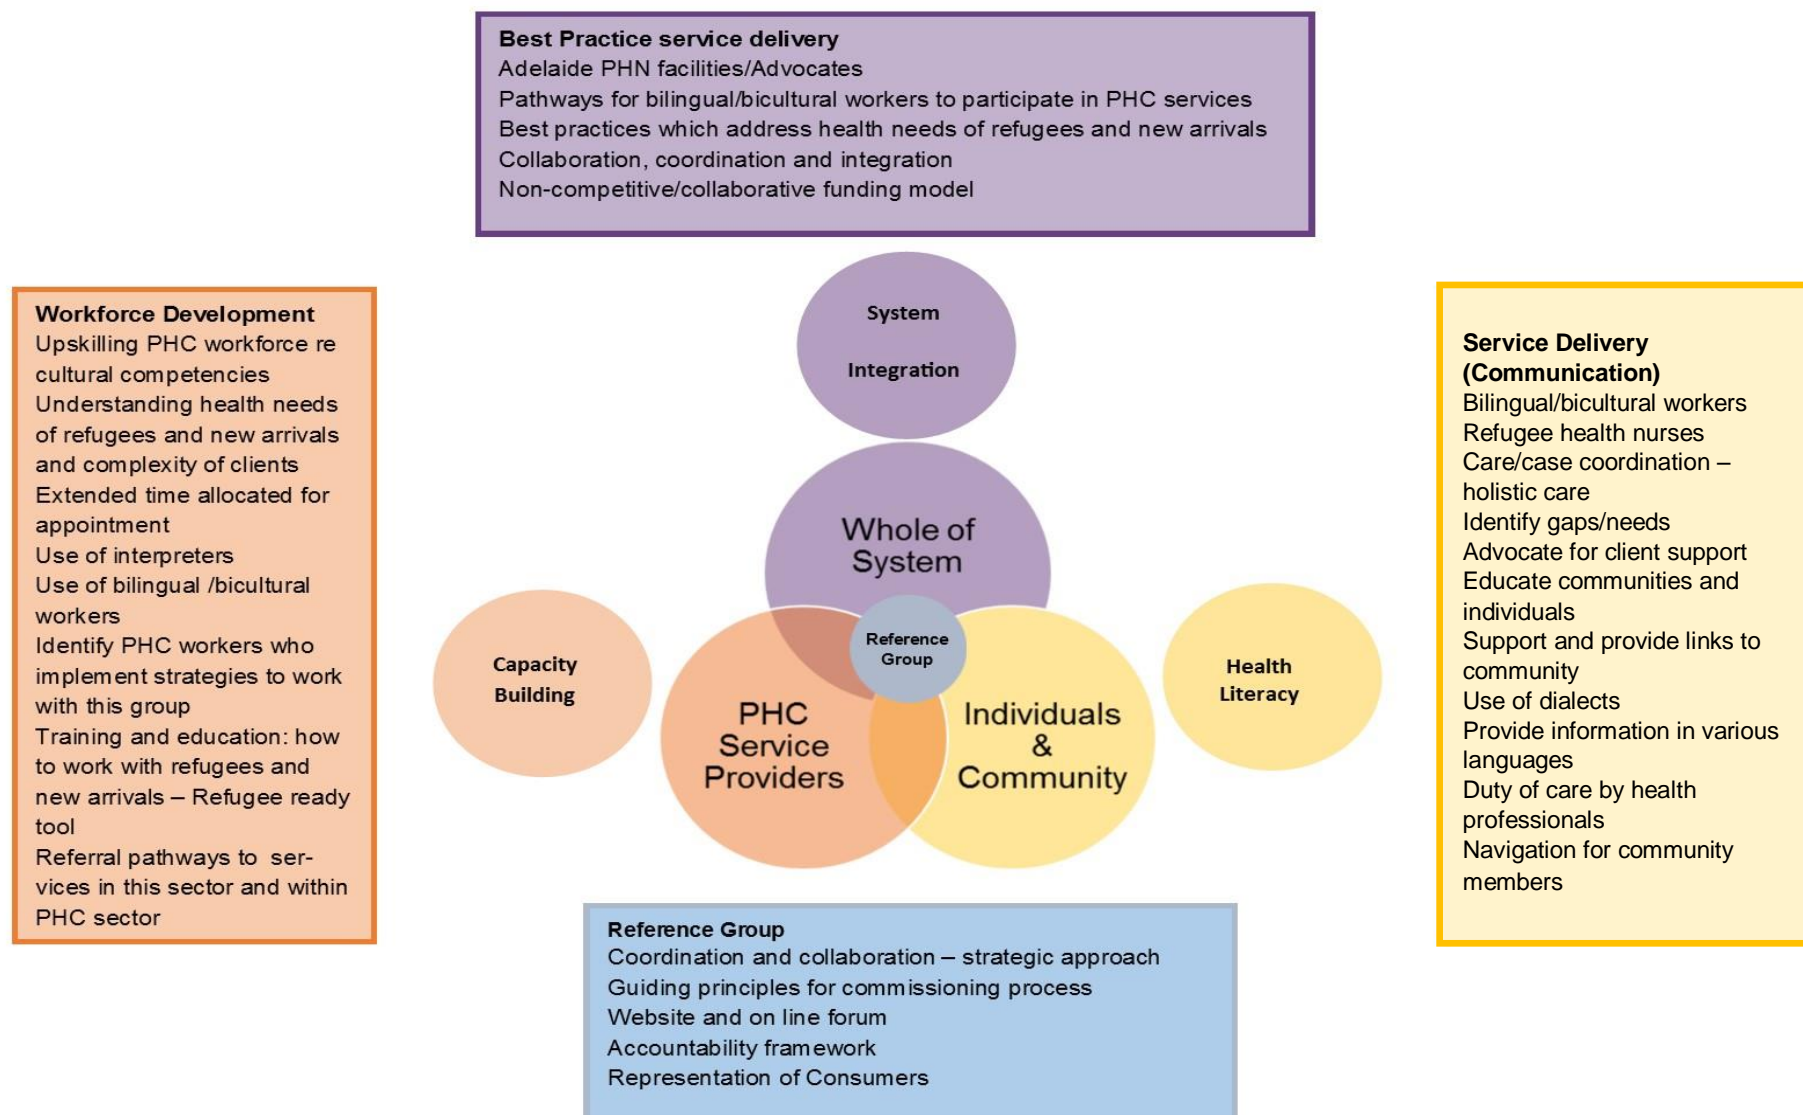 Best Practice service delivery
Adelaide PHN facilities/Advocates
Pathways for bilingual/bicultural workers to participate in PHC services
Best practices which address health needs of refugees and new arrivals
Collaboration, coordination and integration
Non-competitive/collaborative funding model
Workforce Development
Upskilling PHC workforce re
cultural competencies
Understanding health needs
of refugees and new arrivals
and complexity of clients
Extended time allocated for
appointment
Use of interpreters
Use of bilingual /bicultural
workers
Identify PHC workers who
implement strategies to work
with this group
Training and education: how
to work with refugees and
new arrivals – Refugee ready
tool
Referral pathways to  ser-
vices in this sector and within
PHC sector
System
Integration
Whole of
System
Reference
Group
Capacity
Building
PHC
Service
Providers
Individuals
&
Community
Health
Literacy
Service Delivery
(Communication)
Bilingual/bicultural workers
Refugee health nurses
Care/case coordination –
holistic care
Identify gaps/needs
Advocate for client support
Educate communities and
individuals
Support and provide links to
community
Use of dialects
Provide information in various
languages
Duty of care by health
professionals
Navigation for community
members
Reference Group
Coordination and collaboration – strategic approach
Guiding principles for commissioning process
Website and on line forum
Accountability framework
Representation of Consumers